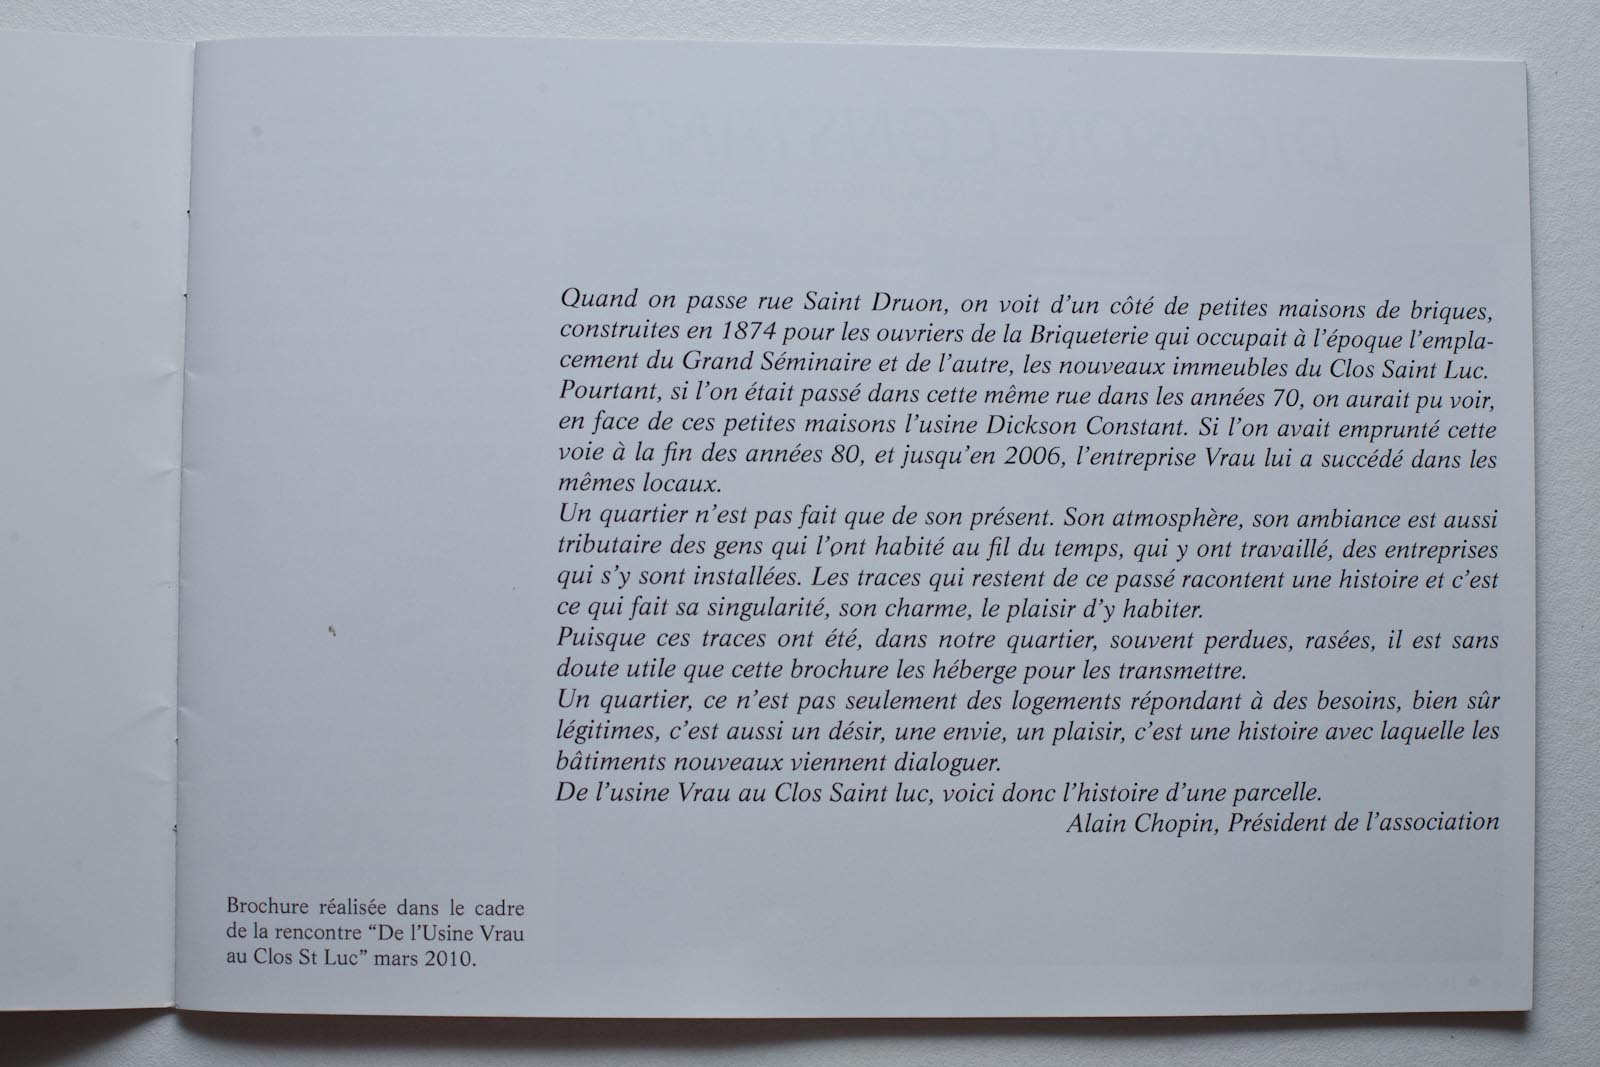 Quand on passe rue Saint Druon, on voit d'un côté de petites maisons de briques,
construites en 1874 pour les ouvriers de la Briqueterie qui occupait à l'époque l'empla-
cement du Grand Séminaire et de l'autre, les nouveaux immeubles du Clos Saint Luc.
Pourtant, si l'on était passé dans cette même rue dans les années 70, on aurait pu voir,
en face de ces petites maisons l'usine Dickson Constant. Si l'on avait emprunté cette
voie à la fin des années 80, et jusqu'en 2006, l'entreprise Vrau lui a succédé dans les
mêmes locaux.
Un quartier n'est pas fait que de son présent. Son atmosphère, son ambiance est aussi
tributaire des gens qui l'ont habité au fil du temps, qui y ont travaillé, des entreprises
qui s'y sont installées. Les traces qui restent de ce passé racontent une histoire et c'est
ce qui fait sa singularité, son charme, le plaisir d'y habiter.
Puisque ces traces ont été, dans notre quartier, souvent perdues, rasées, il est sans
doute utile que cette brochure les héberge pour les transmettre.
Un quartier, ce n'est pas seulement des logements répondant à des besoins, bien sûr
légitimes, c'est aussi un désir, une envie, un plaisir, c'est une histoire avec laquelle les
bâtiments nouveaux viennent dialoguer.
De l'usine Vrau au Clos Saint luc, voici donc l'histoire d'une parcelle.
Alain Chopin, Président de l'association
Brochure réalisée dans le cadre
de la rencontre “De l'Usine Vrau
au Clos St Luc” mars 2010.
DICKSON-CONSTANT